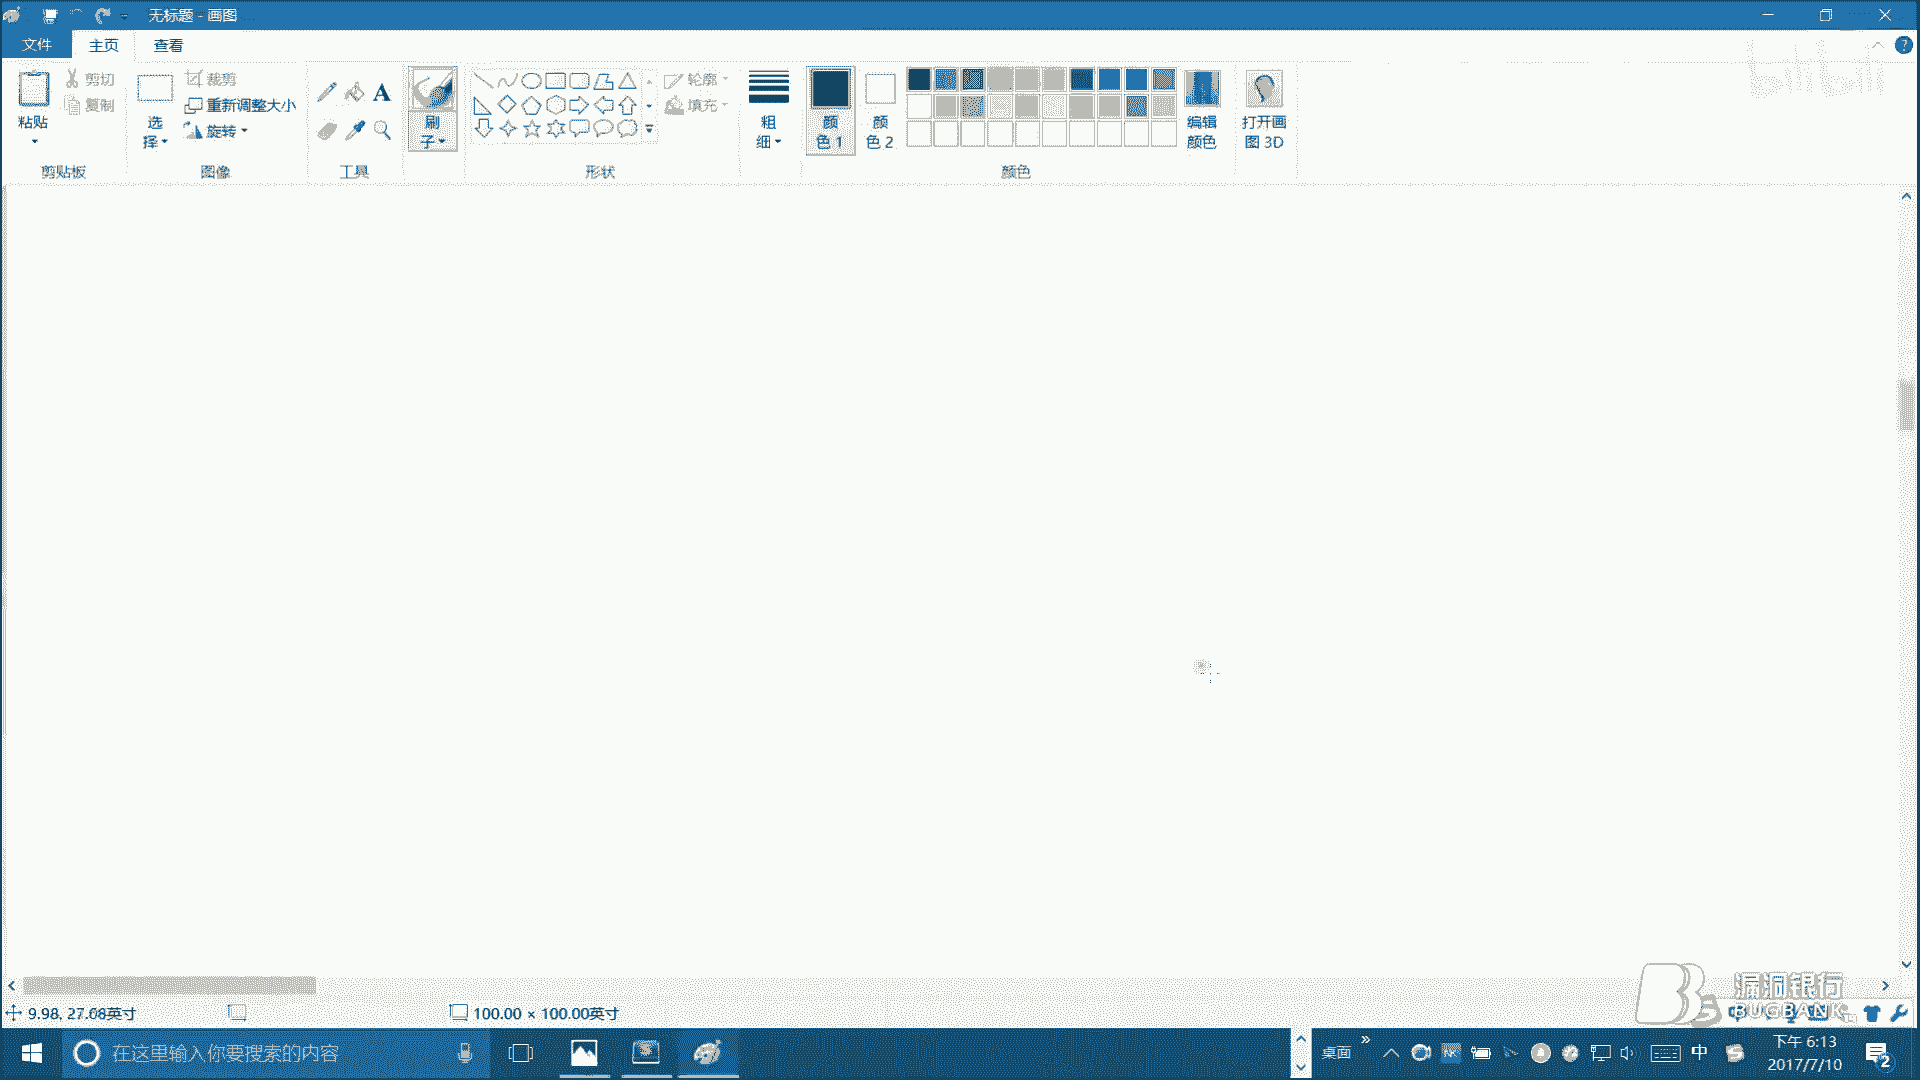 无标题 - 画图
文件 主页 查看
bilibili
粘贴
剪切
复制
剪贴板
选择
裁剪
重新调整大小
旋转
图像
A
工具
刷子
形状
轮廓
填充
粗细
颜色 1
颜色 2
颜色
编辑颜色
打开画图 3D
9.98, 27.08英寸
100.00 × 100.00英寸
漏洞银行
BUGBANK
在这里输入你要搜索的内容
桌面
中
下午 6:13
2017/7/10
2